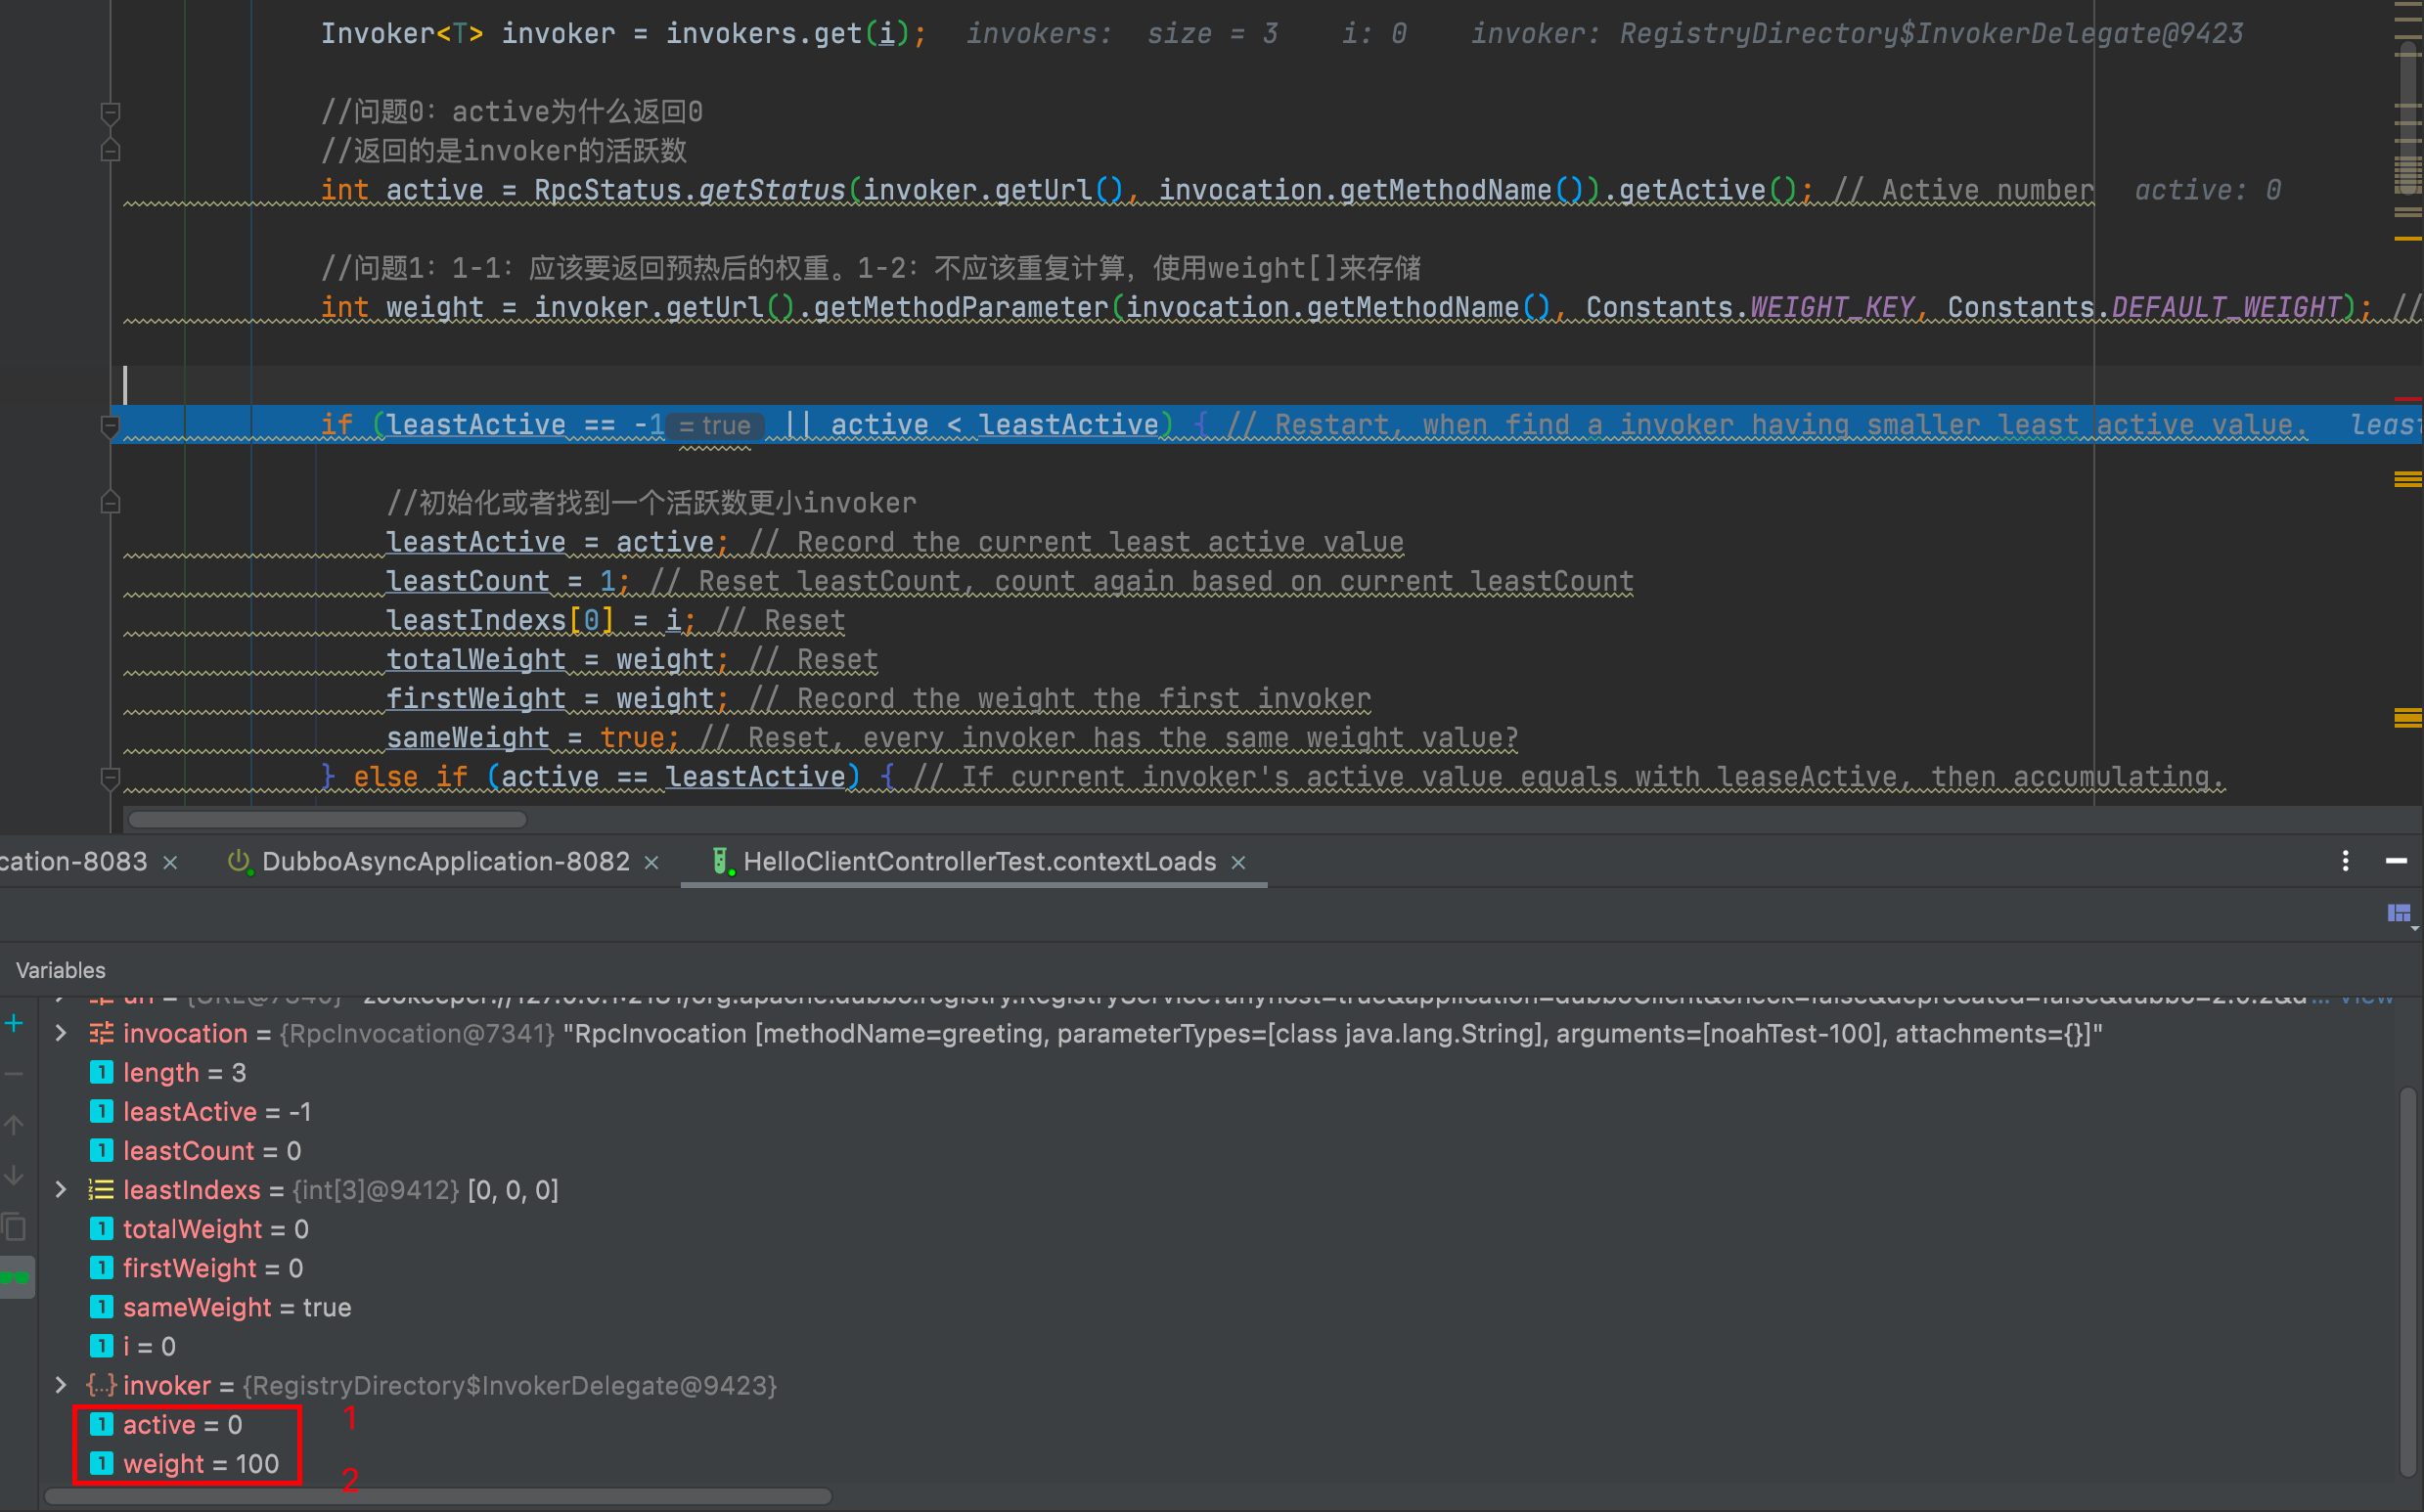 Invoker<T> invoker = invokers.get(i);  invokers:  size = 3    i: 0    invoker: RegistryDirectory$InvokerDelegate@9423
//问题0：active为什么返回0
//返回的是invoker的活跃数
int active = RpcStatus.getStatus(invoker.getUrl(), invocation.getMethodName()).getActive(); // Active number  active: 0
//问题1：1-1：应该要返回预热后的权重。1-2：不应该重复计算，使用weight[]来存储
int weight = invoker.getUrl().getMethodParameter(invocation.getMethodName(), Constants.WEIGHT_KEY, Constants.DEFAULT_WEIGHT); //
if (leastActive == -1 = true || active < leastActive) { // Restart, when find a invoker having smaller least active value.
//初始化或者找到一个活跃数更小invoker
leastActive = active; // Record the current least active value
leastCount = 1; // Reset leastCount, count again based on current leastCount
leastIndexs[0] = i; // Reset
totalWeight = weight; // Reset
firstWeight = weight; // Record the weight the first invoker
sameWeight = true; // Reset, every invoker has the same weight value?
} else if (active == leastActive) { // If current invoker's active value equals with leaseActive, then accumulating.
cation-8083 × DubboAsyncApplication-8082 × HelloClientControllerTest.contextLoads ×
Variables
invocation = {RpcInvocation@7341} "RpcInvocation [methodName=greeting, parameterTypes=[class java.lang.String], arguments=[noahTest-100], attachments={}]"
length = 3
leastActive = -1
leastCount = 0
leastIndexs = {int[3]@9412} [0, 0, 0]
totalWeight = 0
firstWeight = 0
sameWeight = true
i = 0
invoker = {RegistryDirectory$InvokerDelegate@9423}
active = 0 1
weight = 100 2